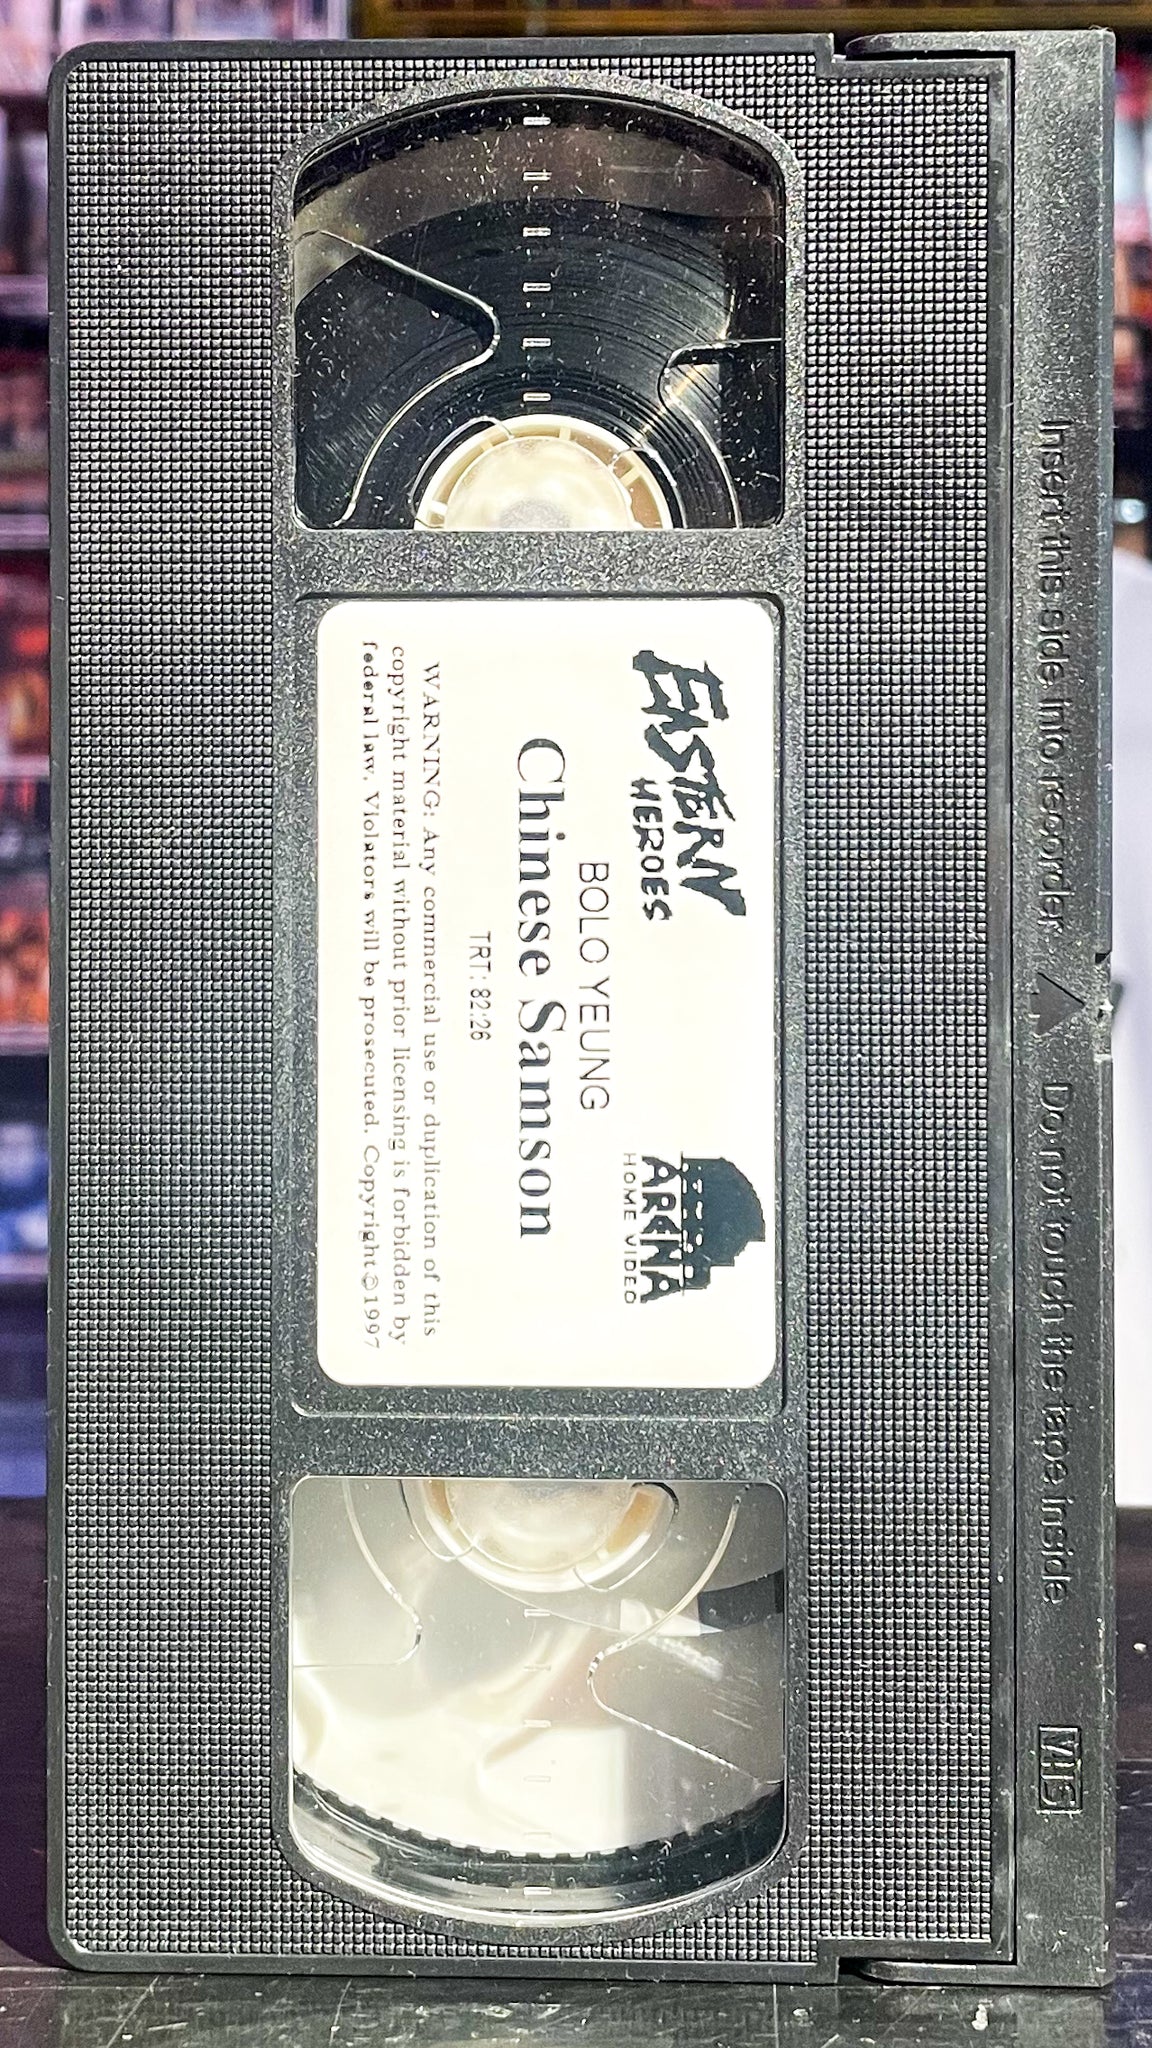 EASTERN
HEROES
ARENA
HOME VIDEO
BOLO YEUNG
Chinese Samson
TRT: 82:26
WARNING: Any commercial use or duplication of this
copyright material without prior licensing is forbidden by
federal law. Violators will be prosecuted. Copyright©1997
Insert this side into recorder
Do not touch the tape inside
VHS